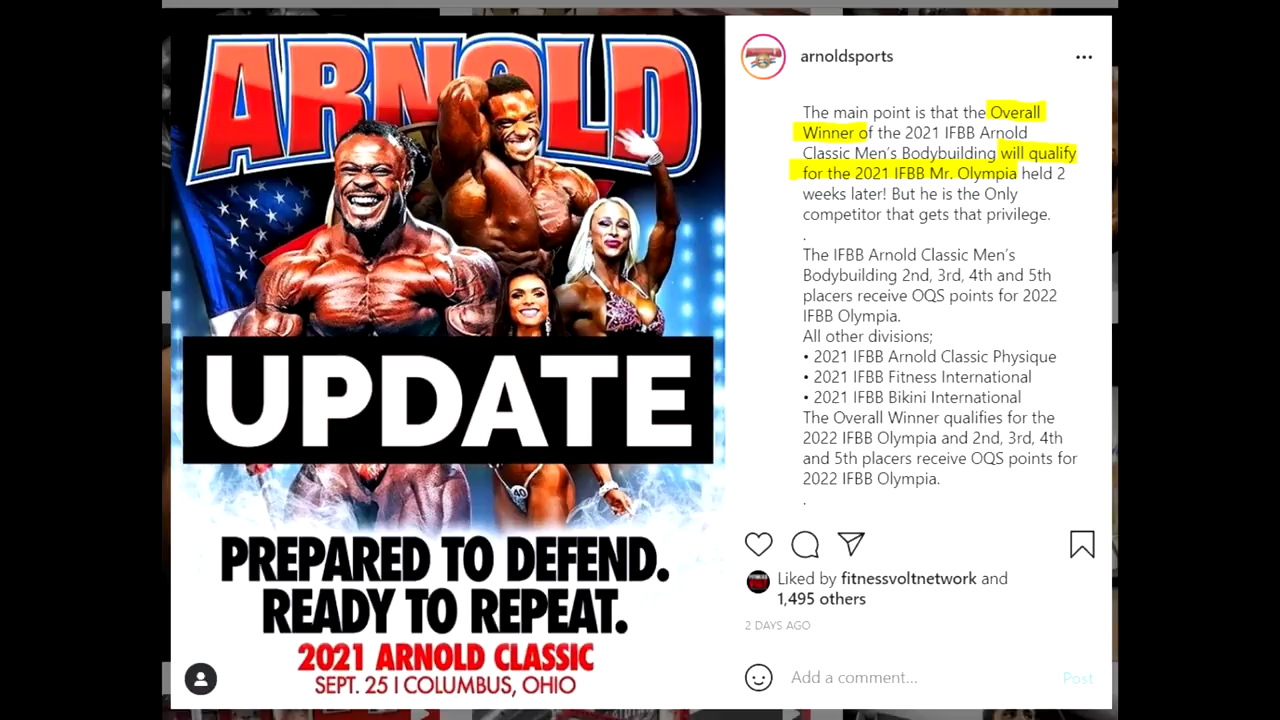 ARNOLD
UPDATE
40
PREPARED TO DEFEND.
READY TO REPEAT.
2021 ARNOLD CLASSIC
SEPT. 25 | COLUMBUS, OHIO
arnoldsports
The main point is that the Overall
Winner of the 2021 IFBB Arnold
Classic Men's Bodybuilding will qualify
for the 2021 IFBB Mr. Olympia held 2
weeks later! But he is the Only
competitor that gets that privilege.
.
The IFBB Arnold Classic Men's
Bodybuilding 2nd, 3rd, 4th and 5th
placers receive OQS points for 2022
IFBB Olympia.
All other divisions;
• 2021 IFBB Arnold Classic Physique
• 2021 IFBB Fitness International
• 2021 IFBB Bikini International
The Overall Winner qualifies for the
2022 IFBB Olympia and 2nd, 3rd, 4th
and 5th placers receive OQS points for
2022 IFBB Olympia.
.
Liked by fitnessvoltnetwork and
1,495 others
2 DAYS AGO
Add a comment...
Post